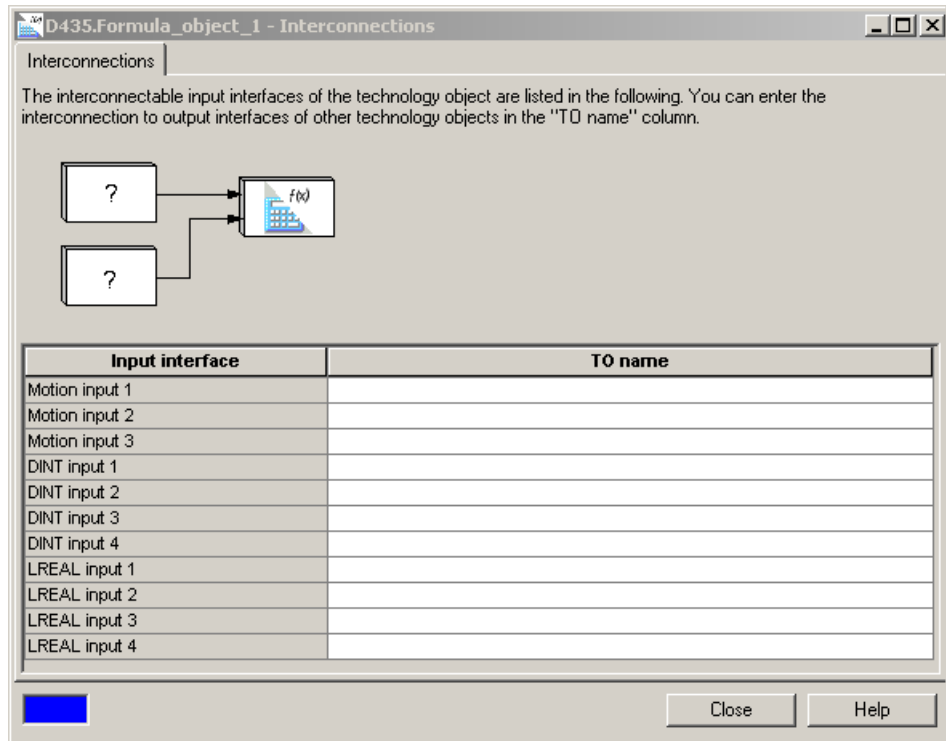 D435.Formula_object_1 - Interconnections
Interconnections
The interconnectable input interfaces of the technology object are listed in the following. You can enter the
interconnection to output interfaces of other technology objects in the "TO name" column.
?
f(x)
?
Input interface TO name
Motion input 1
Motion input 2
Motion input 3
DINT input 1
DINT input 2
DINT input 3
DINT input 4
LREAL input 1
LREAL input 2
LREAL input 3
LREAL input 4
Close Help